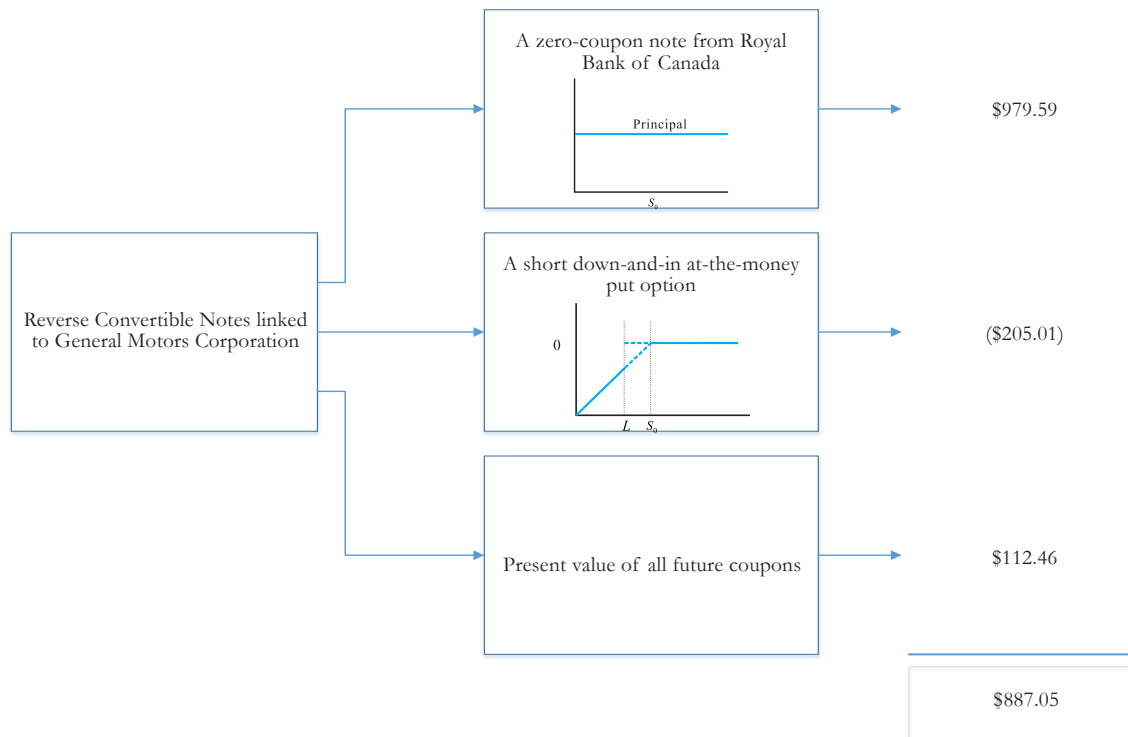 A zero-coupon note from Royal
Bank of Canada
Principal
S₀
$979.59
Reverse Convertible Notes linked
to General Motors Corporation
A short down-and-in at-the-money
put option
0
L S₀
($205.01)
Present value of all future coupons
$112.46
$887.05